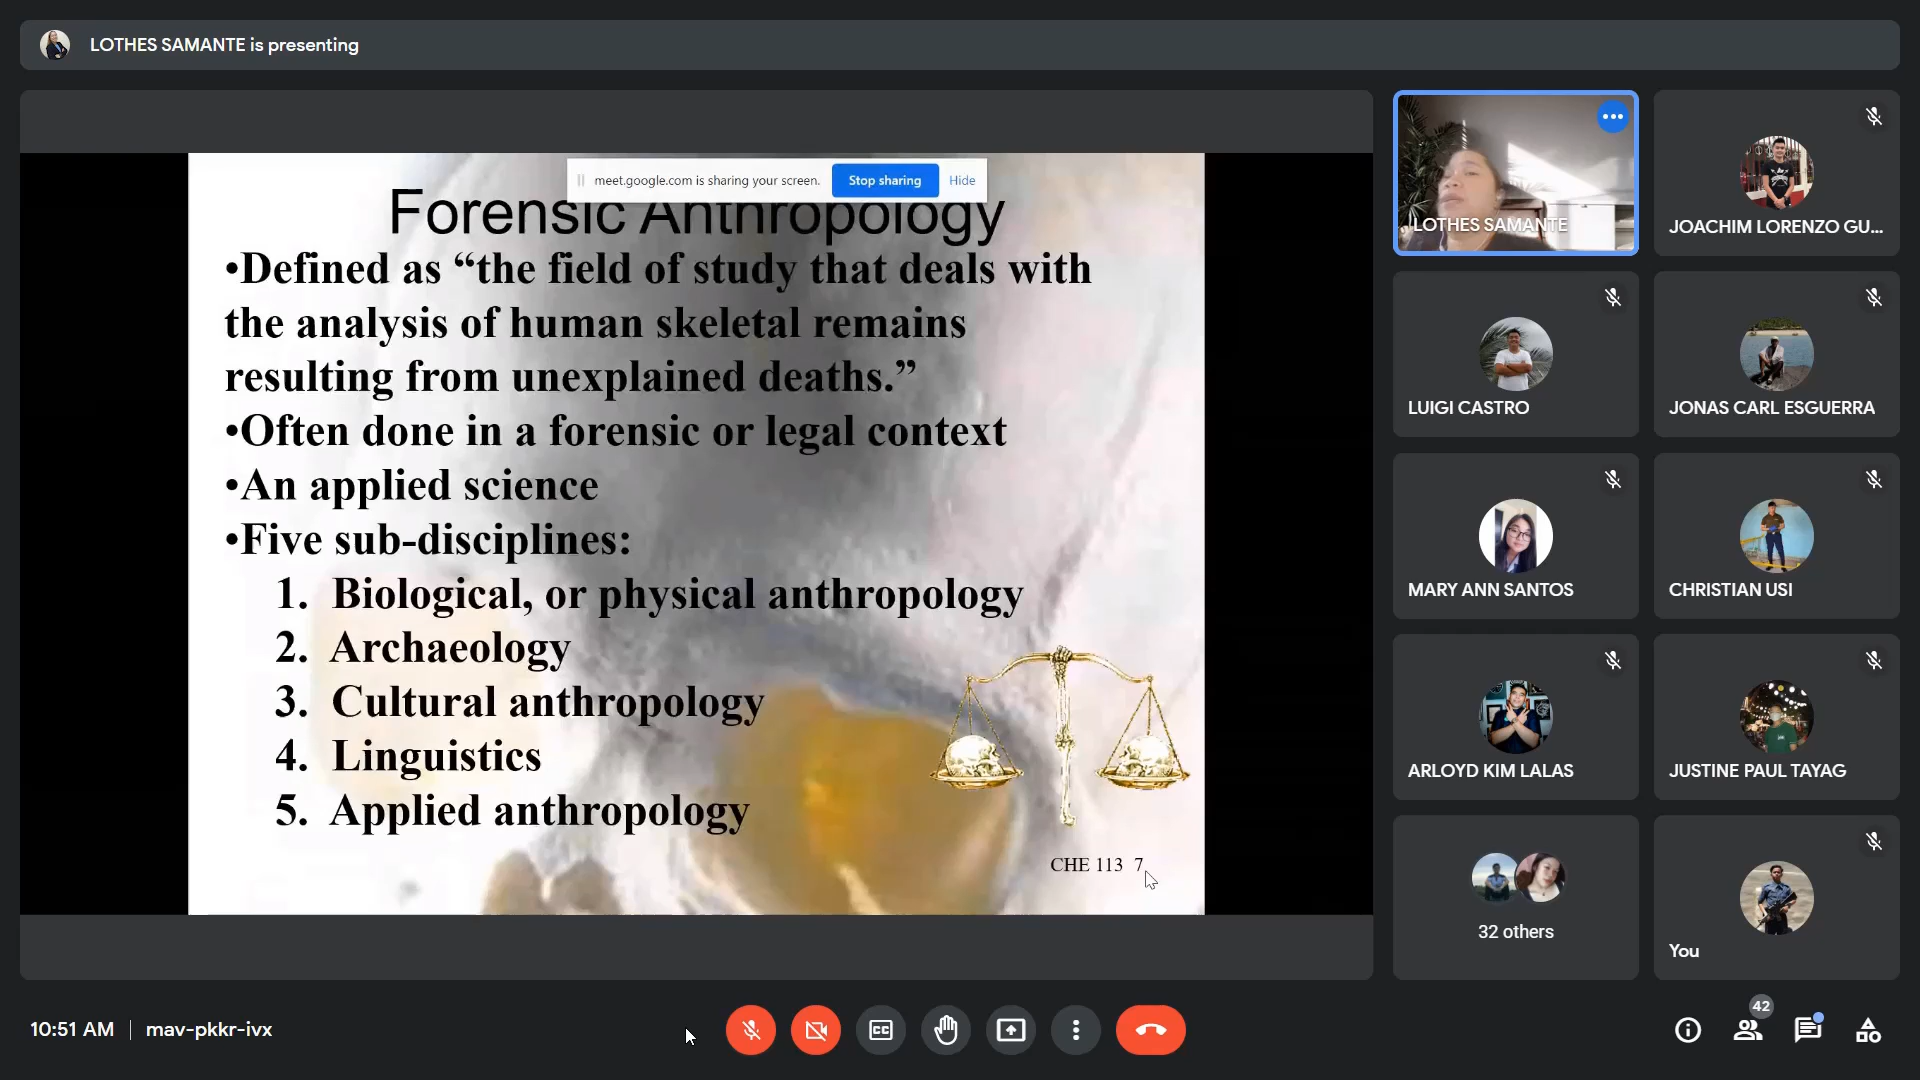 LOTHES SAMANTE is presenting
meet.google.com is sharing your screen.
Stop sharing
Hide
Forensic Anthropology
•Defined as “the field of study that deals with
the analysis of human skeletal remains
resulting from unexplained deaths.”
•Often done in a forensic or legal context
•An applied science
•Five sub-disciplines:
1. Biological, or physical anthropology
2. Archaeology
3. Cultural anthropology
4. Linguistics
5. Applied anthropology
CHE 113 7
LOTHES SAMANTE
JOACHIM LORENZO GU...
LUIGI CASTRO
JONAS CARL ESGUERRA
MARY ANN SANTOS
CHRISTIAN USI
ARLOYD KIM LALAS
JUSTINE PAUL TAYAG
32 others
You
10:51 AM | mav-pkkr-ivx
CC
42